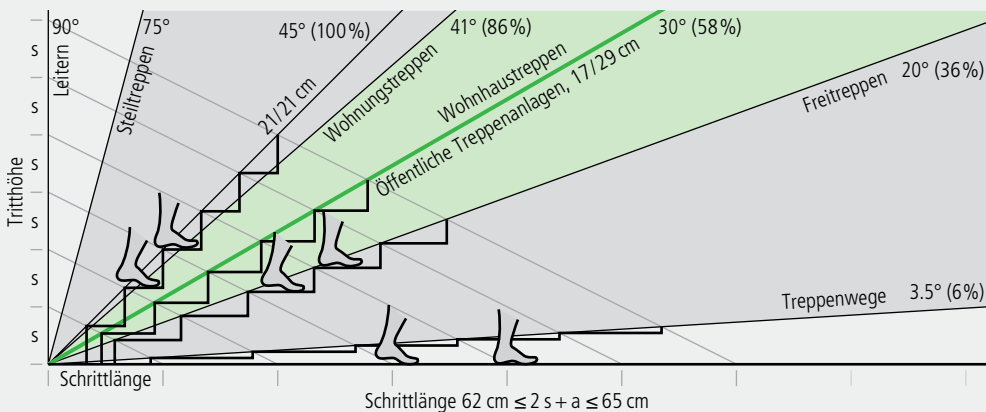 90°
75°
45° (100%)
41° (86%)
30° (58%)
20° (36%)
3.5° (6%)
Leitern
Steiltreppen
21/21 cm
Wohnungstreppen
Wohnhaustreppen
Öffentliche Treppenanlagen, 17/29 cm
Freitreppen
Treppenwege
Tritthöhe
s
s
s
s
s
s
Schrittlänge
Schrittlänge 62 cm ≤ 2 s + a ≤ 65 cm